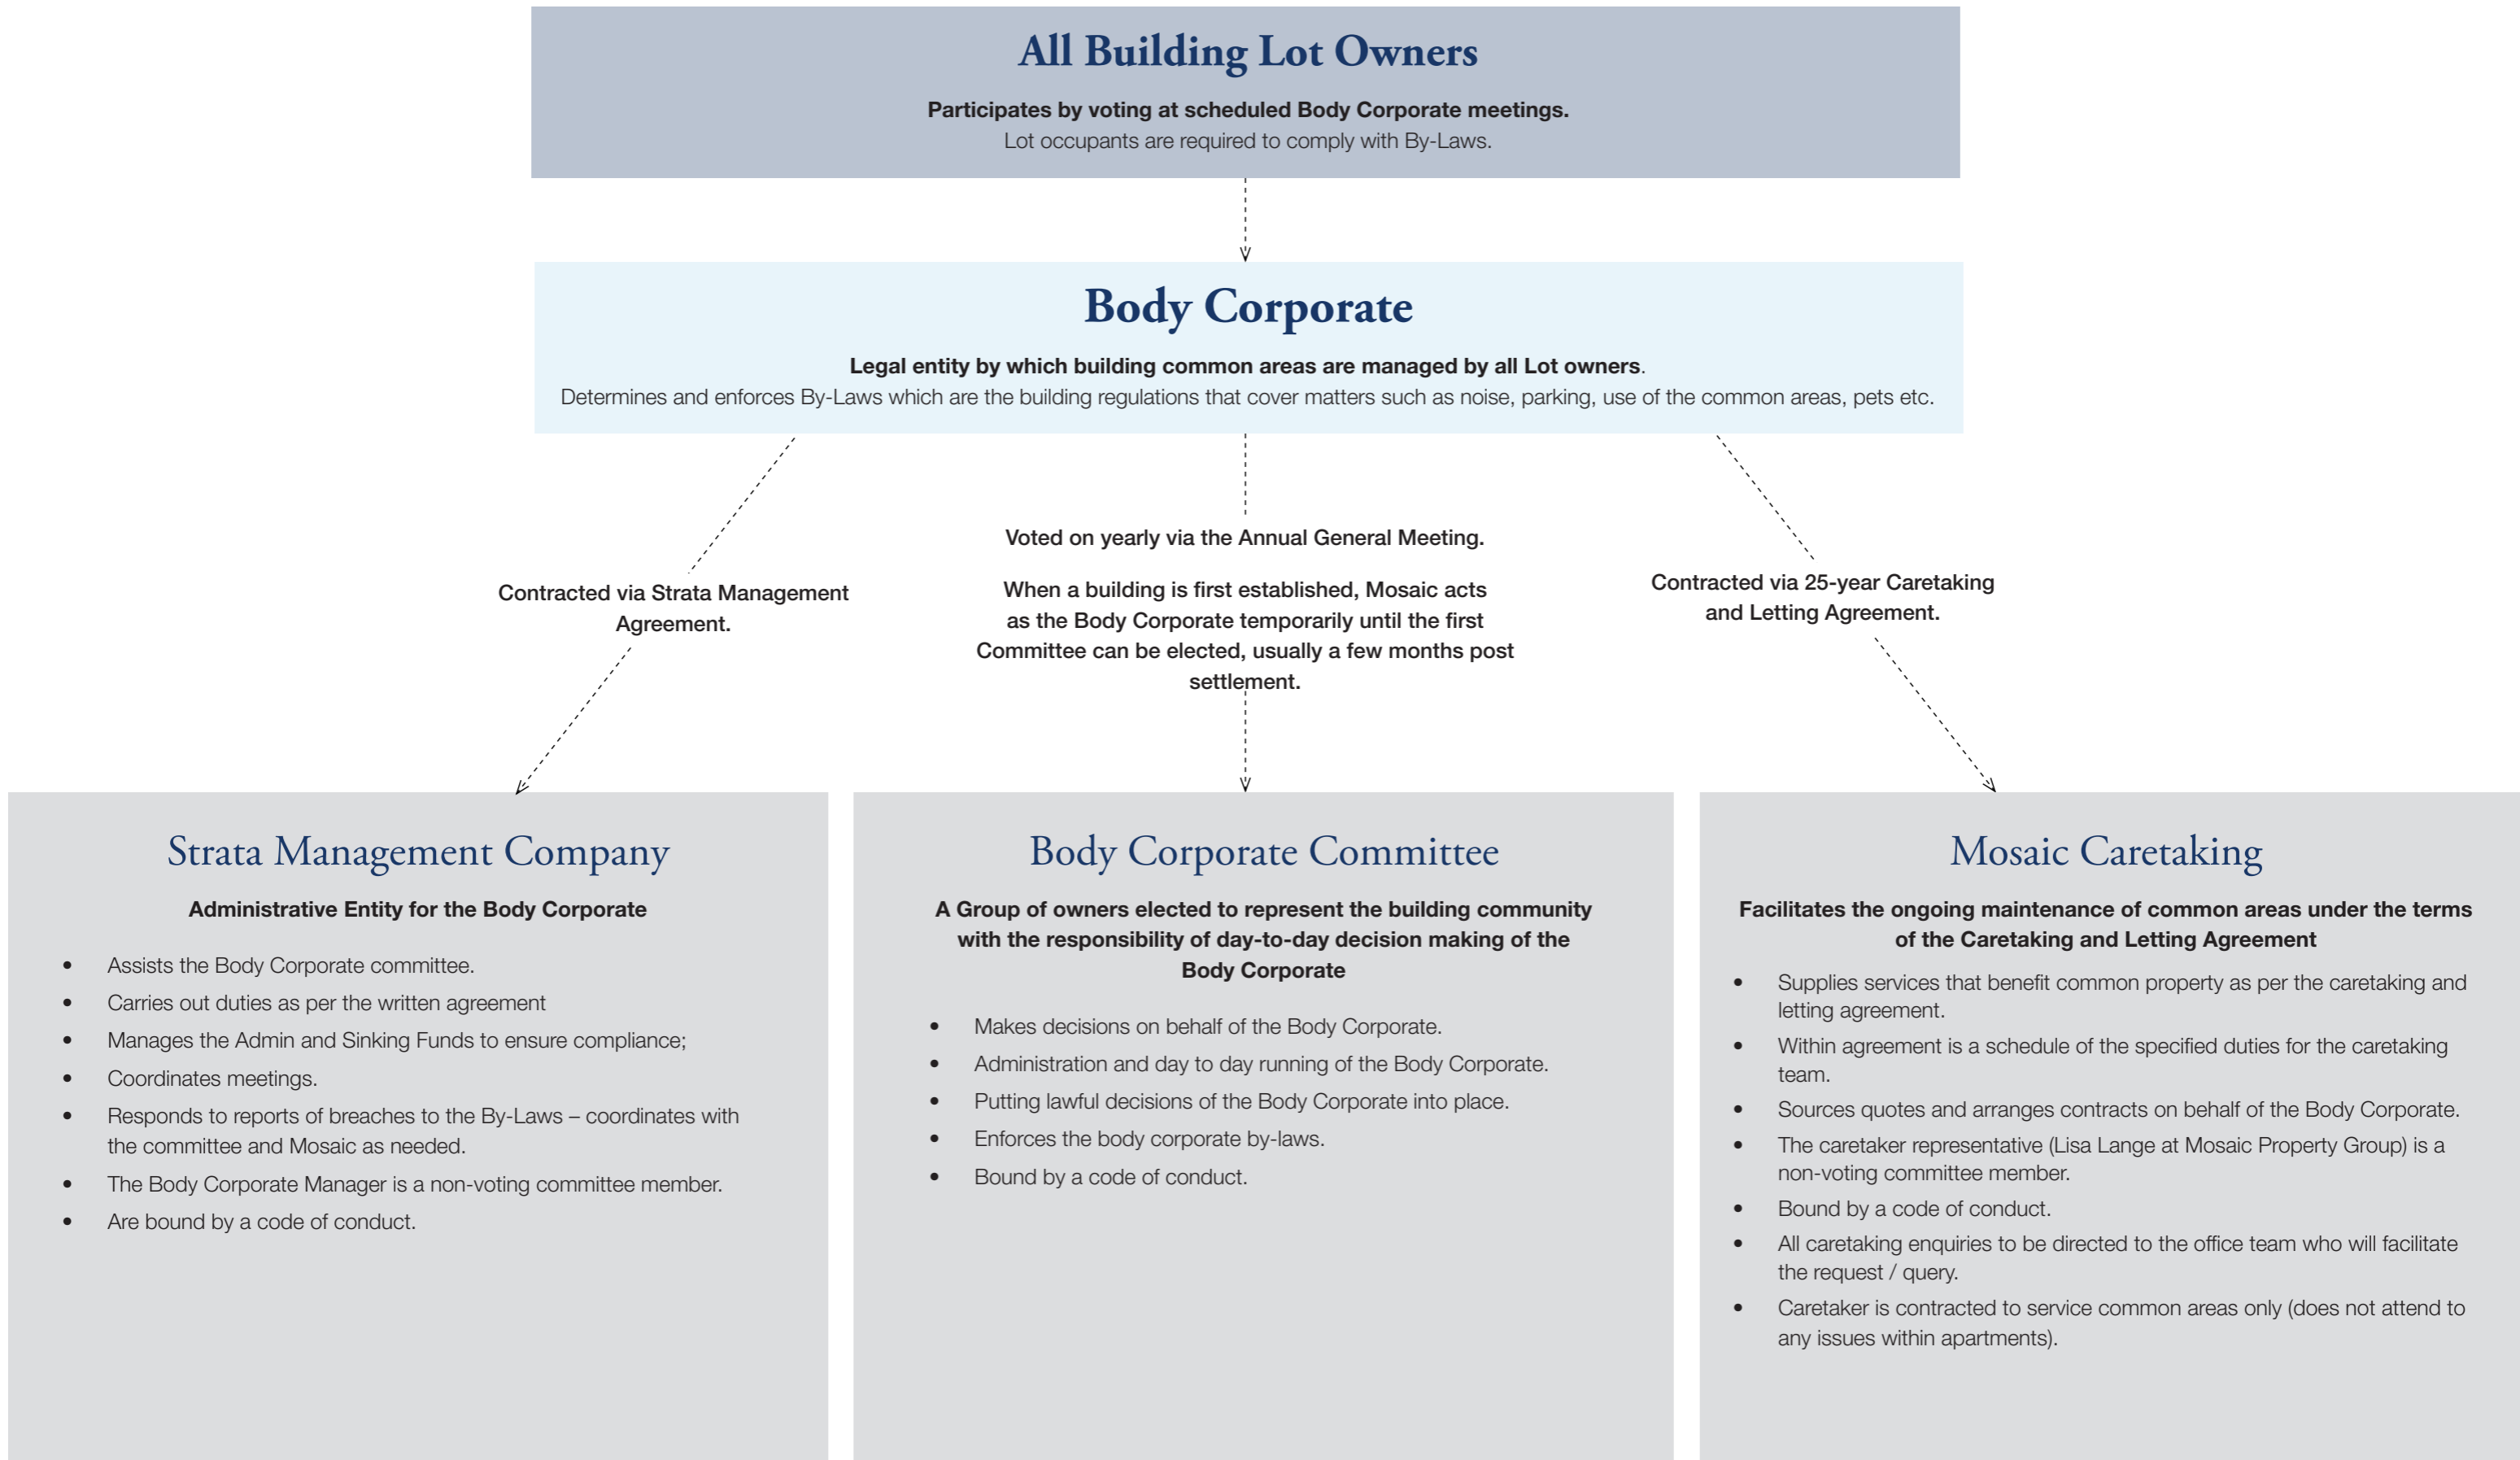 All Building Lot Owners
Participates by voting at scheduled Body Corporate meetings.
Lot occupants are required to comply with By-Laws.
Body Corporate
Legal entity by which building common areas are managed by all Lot owners.
Determines and enforces By-Laws which are the building regulations that cover matters such as noise, parking, use of the common areas, pets etc.
Contracted via Strata Management
Agreement.
Voted on yearly via the Annual General Meeting.
When a building is first established, Mosaic acts
as the Body Corporate temporarily until the first
Committee can be elected, usually a few months post
settlement.
Contracted via 25-year Caretaking
and Letting Agreement.
Strata Management Company
Administrative Entity for the Body Corporate
• Assists the Body Corporate committee.
• Carries out duties as per the written agreement
• Manages the Admin and Sinking Funds to ensure compliance;
• Coordinates meetings.
• Responds to reports of breaches to the By-Laws – coordinates with
the committee and Mosaic as needed.
• The Body Corporate Manager is a non-voting committee member.
• Are bound by a code of conduct.
Body Corporate Committee
A Group of owners elected to represent the building community
with the responsibility of day-to-day decision making of the
Body Corporate
• Makes decisions on behalf of the Body Corporate.
• Administration and day to day running of the Body Corporate.
• Putting lawful decisions of the Body Corporate into place.
• Enforces the body corporate by-laws.
• Bound by a code of conduct.
Mosaic Caretaking
Facilitates the ongoing maintenance of common areas under the terms
of the Caretaking and Letting Agreement
• Supplies services that benefit common property as per the caretaking and
letting agreement.
• Within agreement is a schedule of the specified duties for the caretaking
team.
• Sources quotes and arranges contracts on behalf of the Body Corporate.
• The caretaker representative (Lisa Lange at Mosaic Property Group) is a
non-voting committee member.
• Bound by a code of conduct.
• All caretaking enquiries to be directed to the office team who will facilitate
the request / query.
• Caretaker is contracted to service common areas only (does not attend to
any issues within apartments).